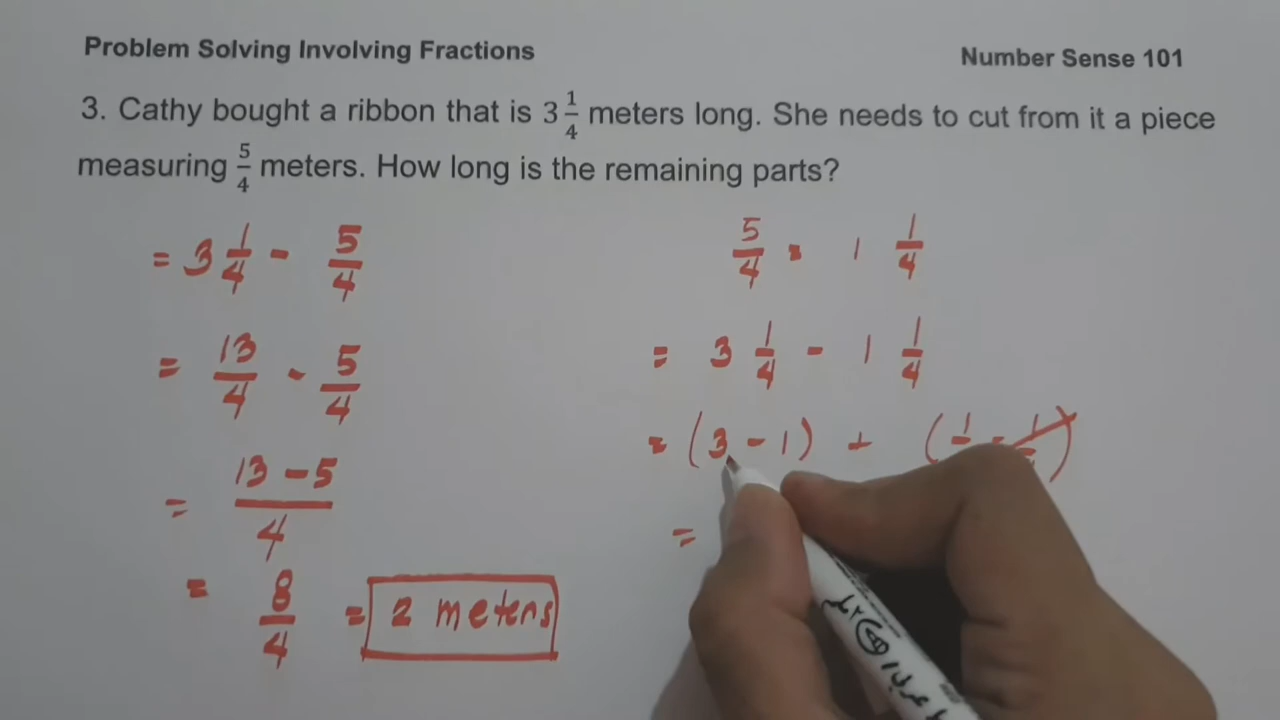 Problem Solving Involving Fractions
Number Sense 101
3. Cathy bought a ribbon that is 3 1/4 meters long. She needs to cut from it a piece
measuring 5/4 meters. How long is the remaining parts?
= 3 1/4 - 5/4
= 13/4 - 5/4
= (13 - 5)/4
= 8/4 = 2 meters
5/4 = 1 1/4
= 3 1/4 - 1 1/4
= (3 - 1) + (
=